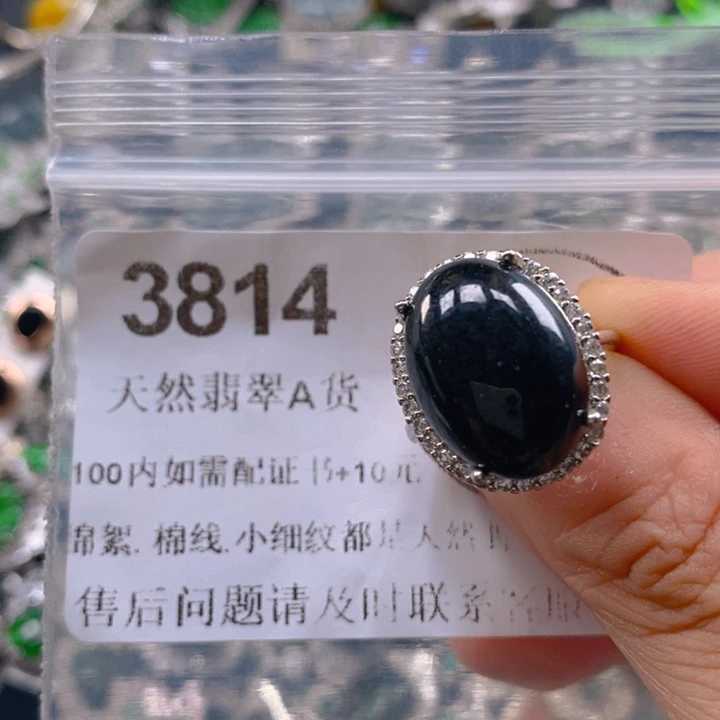 3814
天然翡翠A货
100内如需配证书+10元
棉絮.棉线.小细纹都是天然
售后问题请及时联系客服